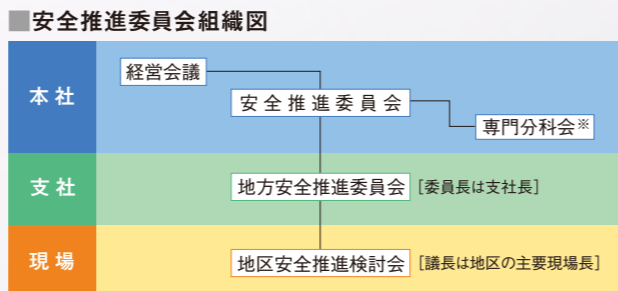 ■安全推進委員会組織図
本社
経営会議
安全推進委員会
専門分科会※
支社
地方安全推進委員会 [委員長は支社長]
現場
地区安全推進検討会 [議長は地区の主要現場長]